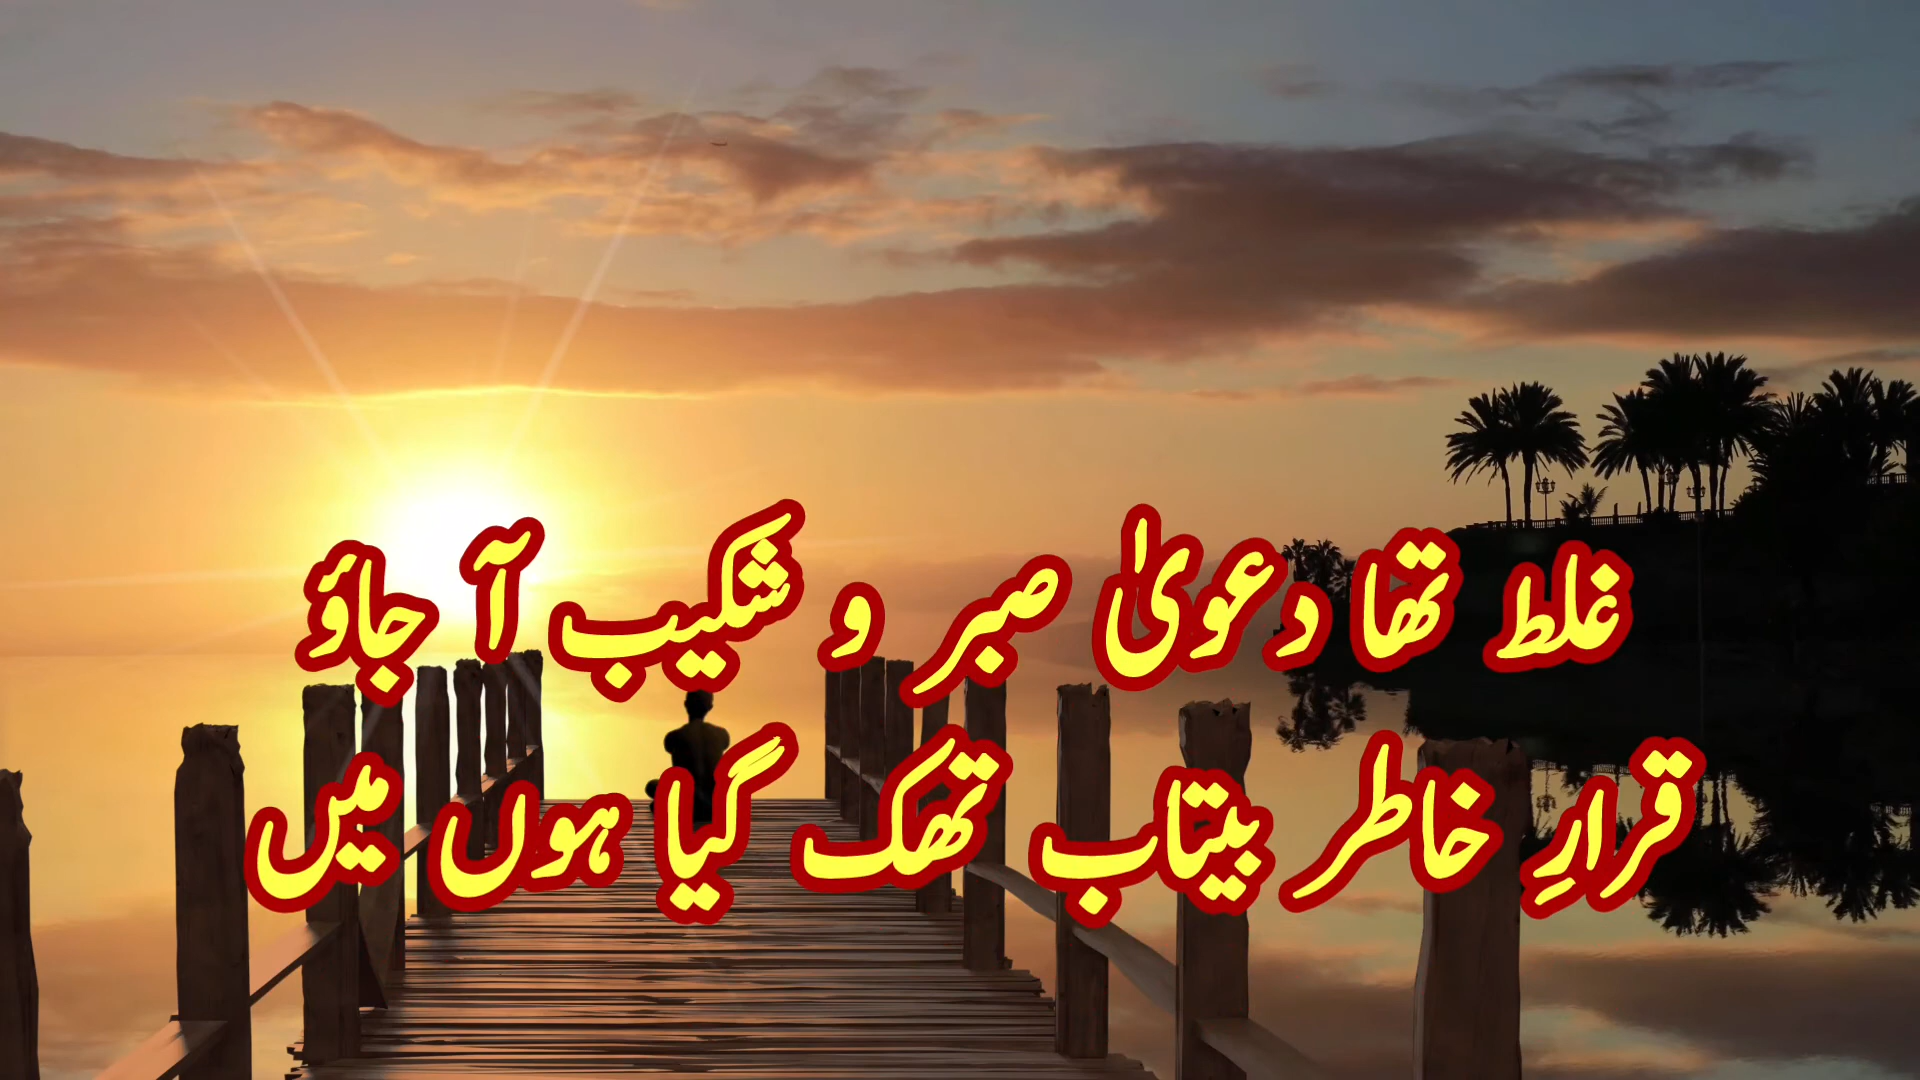 غلط تھا دعویٰ صبر و شکیب آ جاؤ
قرارِ خاطر بیتاب تھک گیا ہوں میں